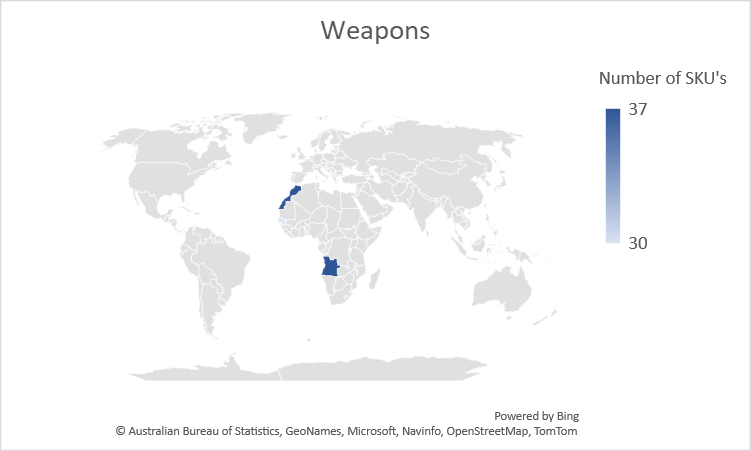 Weapons
Number of SKU's
37
30
Powered by Bing
© Australian Bureau of Statistics, GeoNames, Microsoft, Navinfo, OpenStreetMap, TomTom